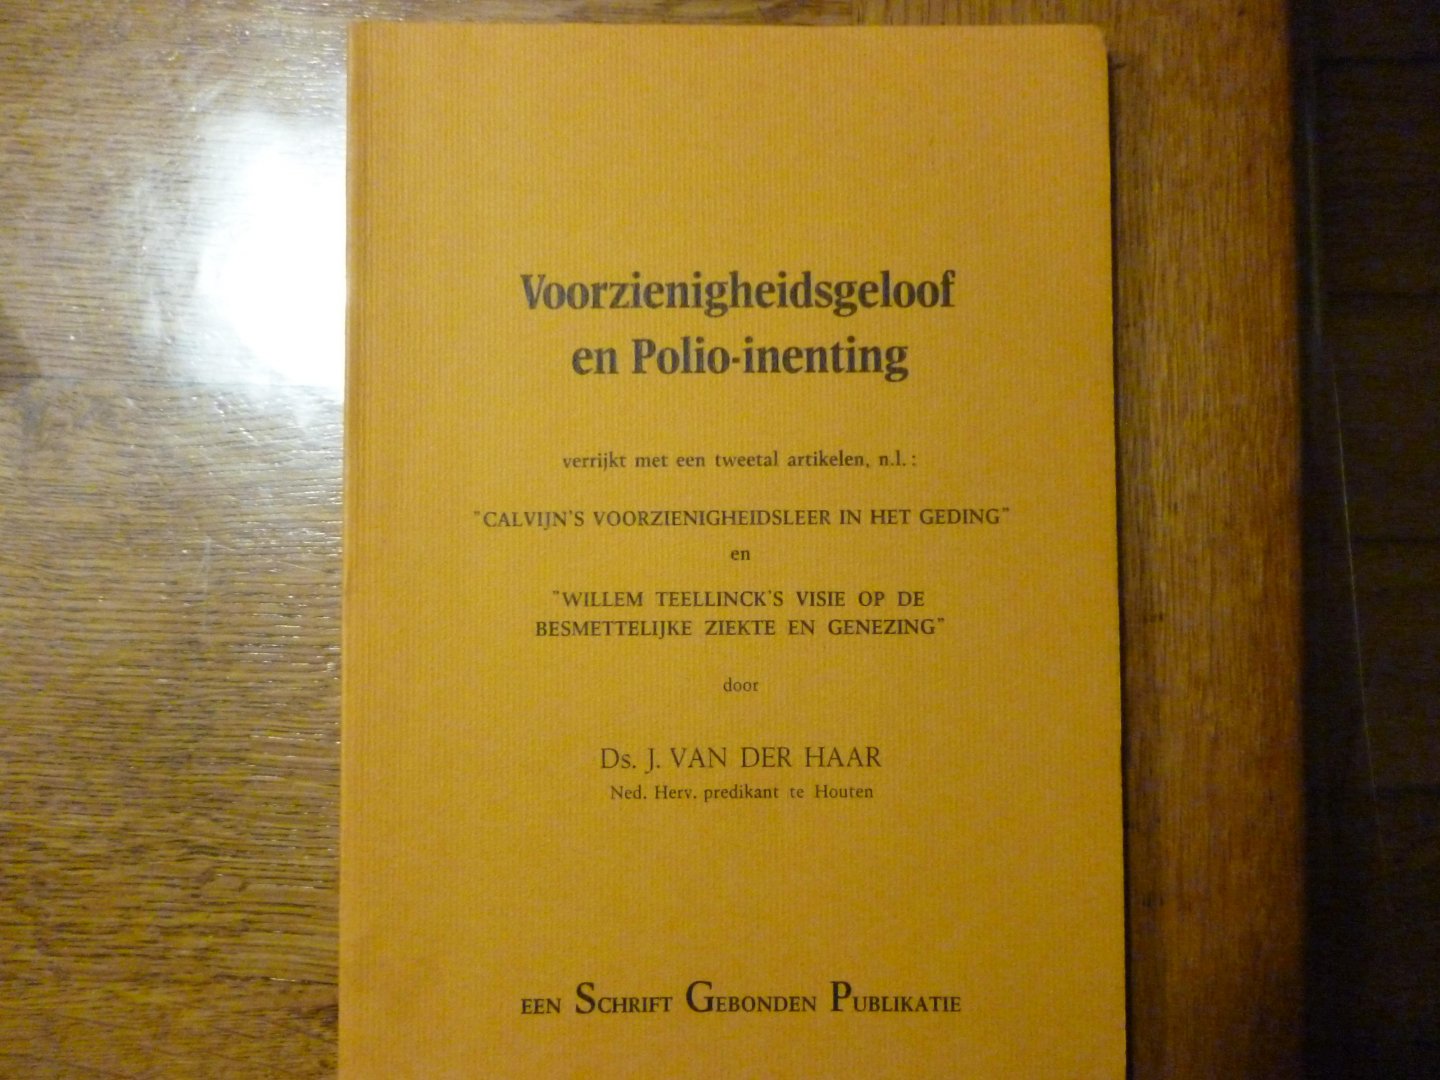 Voorzienigheidsgeloof
en Polio-inenting
verrijkt met een tweetal artikelen, n.l. :
"CALVIJN'S VOORZIENIGHEIDSLEER IN HET GEDING"
en
"WILLEM TEELLINCK'S VISIE OP DE
BESMETTELIJKE ZIEKTE EN GENEZING"
door
Ds. J. VAN DER HAAR
Ned. Herv. predikant te Houten
EEN SCHRIFT GEBONDEN PUBLIKATIE